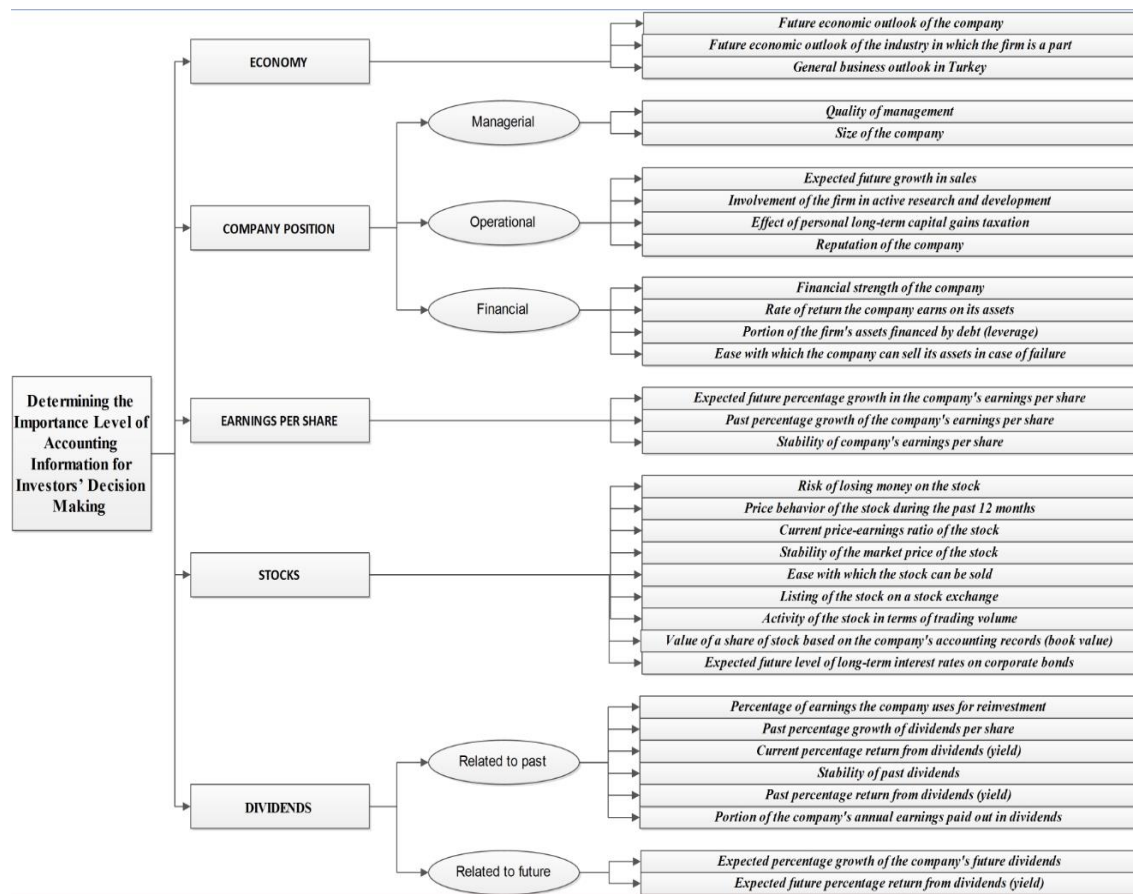 Determining the
Importance Level of
Accounting
Information for
Investors' Decision
Making
ECONOMY
Future economic outlook of the company
Future economic outlook of the industry in which the firm is a part
General business outlook in Turkey
COMPANY POSITION
Managerial
Quality of management
Size of the company
Operational
Expected future growth in sales
Involvement of the firm in active research and development
Effect of personal long-term capital gains taxation
Reputation of the company
Financial
Financial strength of the company
Rate of return the company earns on its assets
Portion of the firm's assets financed by debt (leverage)
Ease with which the company can sell its assets in case of failure
EARNINGS PER SHARE
Expected future percentage growth in the company's earnings per share
Past percentage growth of the company's earnings per share
Stability of company's earnings per share
STOCKS
Risk of losing money on the stock
Price behavior of the stock during the past 12 months
Current price-earnings ratio of the stock
Stability of the market price of the stock
Ease with which the stock can be sold
Listing of the stock on a stock exchange
Activity of the stock in terms of trading volume
Value of a share of stock based on the company's accounting records (book value)
Expected future level of long-term interest rates on corporate bonds
DIVIDENDS
Related to past
Percentage of earnings the company uses for reinvestment
Past percentage growth of dividends per share
Current percentage return from dividends (yield)
Stability of past dividends
Past percentage return from dividends (yield)
Portion of the company's annual earnings paid out in dividends
Related to future
Expected percentage growth of the company's future dividends
Expected future percentage return from dividends (yield)